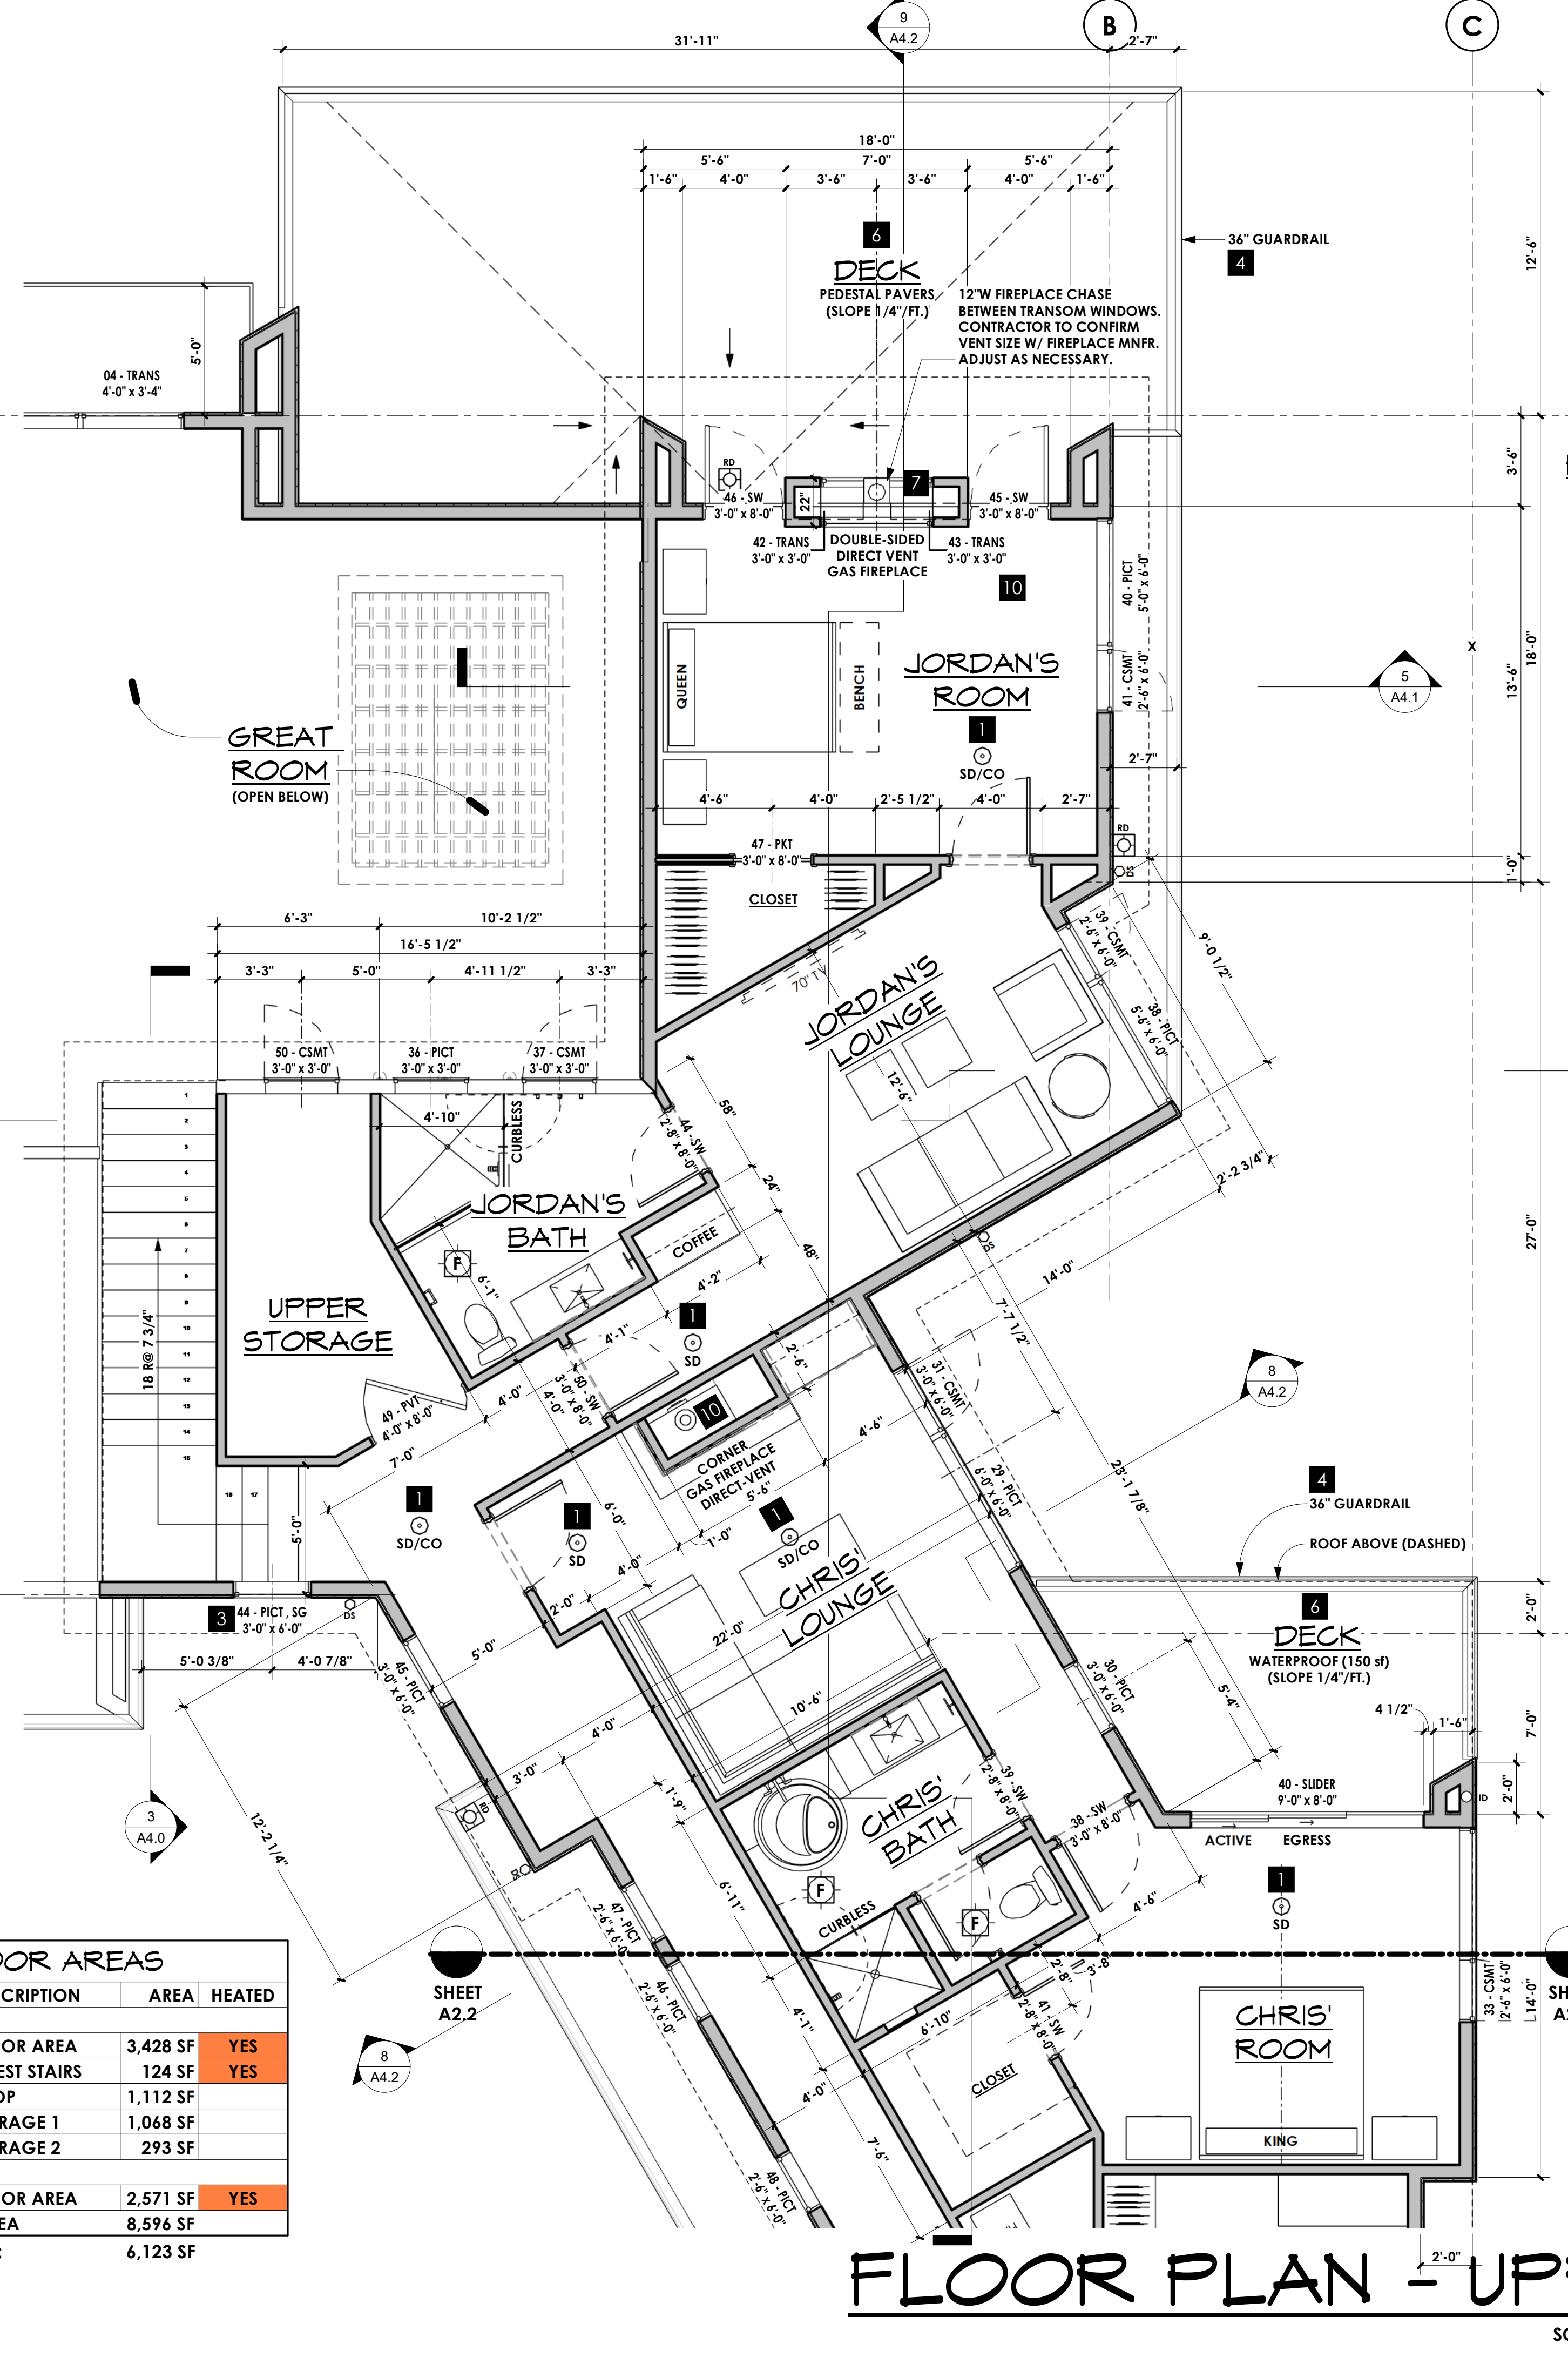 9
A4.2
B
C
31'-11"
2'-7"
18'-0"
5'-6"
7'-0"
5'-6"
1'-6"
4'-0"
3'-6"
3'-6"
4'-0"
1'-6"
6
DECK
PEDESTAL PAVERS
(SLOPE 1/4"/FT.)
12"W FIREPLACE CHASE
BETWEEN TRANSOM WINDOWS.
CONTRACTOR TO CONFIRM
VENT SIZE W/ FIREPLACE MNFR.
ADJUST AS NECESSARY.
36" GUARDRAIL
4
12'-6"
5'-0"
04 - TRANS
4'-0" x 3'-4"
RD
46 - SW
3'-0" x 8'-0"
22"
7
45 - SW
3'-0" x 8'-0"
3'-6"
42 - TRANS
3'-0" x 3'-0"
DOUBLE-SIDED
DIRECT VENT
GAS FIREPLACE
43 - TRANS
3'-0" x 3'-0"
10
40 - PICT
5'-0" x 6'-0"
QUEEN
BENCH
JORDAN'S
ROOM
1
SD/CO
41 - CSMT
2'-6" x 6'-0"
X
5
A4.1
13'-6"
18'-0"
GREAT
ROOM
(OPEN BELOW)
2'-7"
4'-6"
4'-0"
2'-5 1/2"
4'-0"
2'-7"
47 - PKT
3'-0" x 8'-0"
RD
DS
1'-0"
CLOSET
6'-3"
10'-2 1/2"
16'-5 1/2"
3'-3"
5'-0"
4'-11 1/2"
3'-3"
70" TV
JORDAN'S
LOUNGE
39 - CSMT
2'-6" x 6'-0"
9'-0 1/2"
38 - PICT
5'-6" x 6'-0"
50 - CSMT
3'-0" x 3'-0"
36 - PICT
3'-0" x 3'-0"
37 - CSMT
3'-0" x 3'-0"
12'-6"
58"
4'-10"
CURBLESS
44 - SW
2'-8" x 8'-0"
24"
2'-2 3/4"
1
2
3
4
5
6
7
8
9
10
11
12
13
14
15
16
17
18 R@ 7 3/4"
JORDAN'S
BATH
F
6'-1"
COFFEE
48"
4'-2"
DS
14'-0"
27'-0"
UPPER
STORAGE
1
SD
4'-1"
7'-7 1/2"
2'-6"
50 - SW
3'-0" x 8'-0"
4'-0"
4'-0"
49 - PVT
4'-0" x 8'-0"
7'-0"
10
CORNER
GAS FIREPLACE
DIRECT-VENT
5'-6"
4'-6"
31 - CSMT
3'-0" x 6'-0"
8
A4.2
29 - PICT
6'-0" x 6'-0"
23'-1 7/8"
5'-0"
1
SD/CO
1
SD
6'-0"
1'-0"
1
SD/CO
4'-0"
2'-0"
CHRIS'
LOUNGE
4
36" GUARDRAIL
ROOF ABOVE (DASHED)
6
DECK
WATERPROOF (150 sf)
(SLOPE 1/4"/FT.)
2'-0"
3
44 - PICT , SG
3'-0" x 6'-0"
DS
5'-0 3/8"
4'-0 7/8"
45 - PICT
3'-0" x 6'-0"
5'-0"
22'-0"
30 - PICT
3'-0" x 6'-0"
5'-4"
4 1/2"
1'-6"
7'-0"
10'-6"
4'-0"
3'-0"
1'-9"
RD
40 - SLIDER
9'-0" x 8'-0"
2'-0"
ID
ACTIVE
EGRESS
3
A4.0
12'-2 1/4"
CHRIS'
BATH
39 - SW
2'-8" x 8'-0"
38 - SW
3'-0" x 8'-0"
F
CURBLESS
F
6'-11"
4'-6"
1
SD
47 - PICT
2'-6" x 6'-0"
SHEET
A2.2
46 - PICT
2'-6" x 6'-0"
8
A4.2
2'-8"
3'-8"
41 - SW
2'-8" x 8'-0"
4'-1"
6'-10"
CLOSET
4'-0"
7'-6"
48 - PICT
2'-6" x 6'-0"
CHRIS'
ROOM
KING
33 - CSMT
2'-6" x 6'-0"
14'-0"
2'-0"
OOR AREAS
CRIPTION AREA HEATED
OR AREA 3,428 SF YES
EST STAIRS 124 SF YES
OP 1,112 SF
RAGE 1 1,068 SF
RAGE 2 293 SF
OR AREA 2,571 SF YES
EA 8,596 SF
: 6,123 SF
FLOOR PLAN - UP